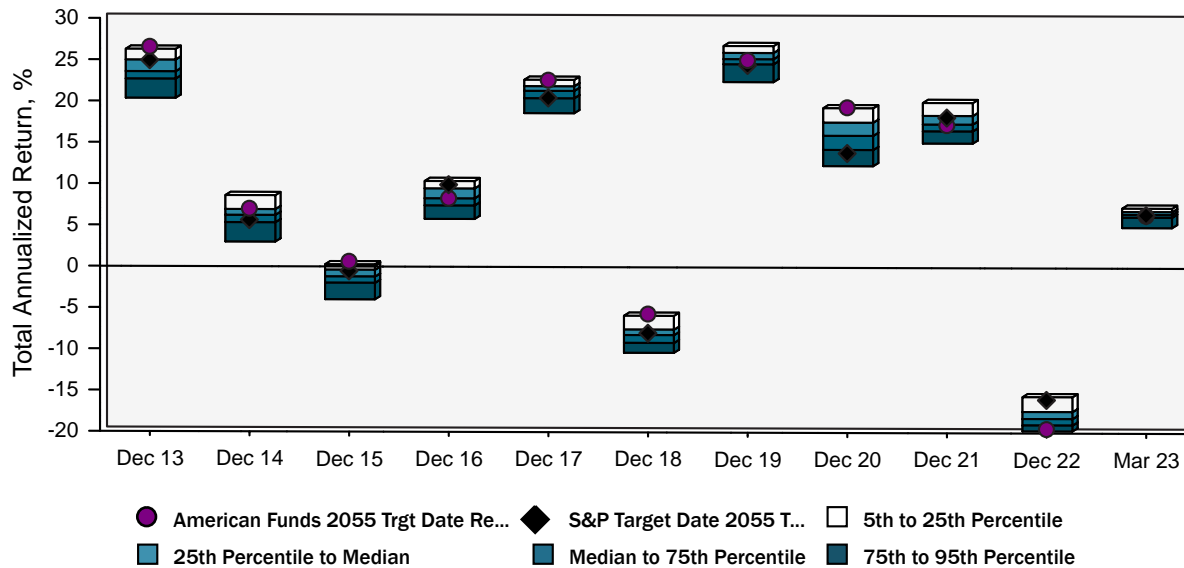 30
25
20
15
10
5
0
-5
-10
-15
-20
Total Annualized Return, %
Dec 13 Dec 14 Dec 15 Dec 16 Dec 17 Dec 18 Dec 19 Dec 20 Dec 21 Dec 22 Mar 23
American Funds 2055 Trgt Date Re... S&P Target Date 2055 T... 5th to 25th Percentile
25th Percentile to Median Median to 75th Percentile 75th to 95th Percentile